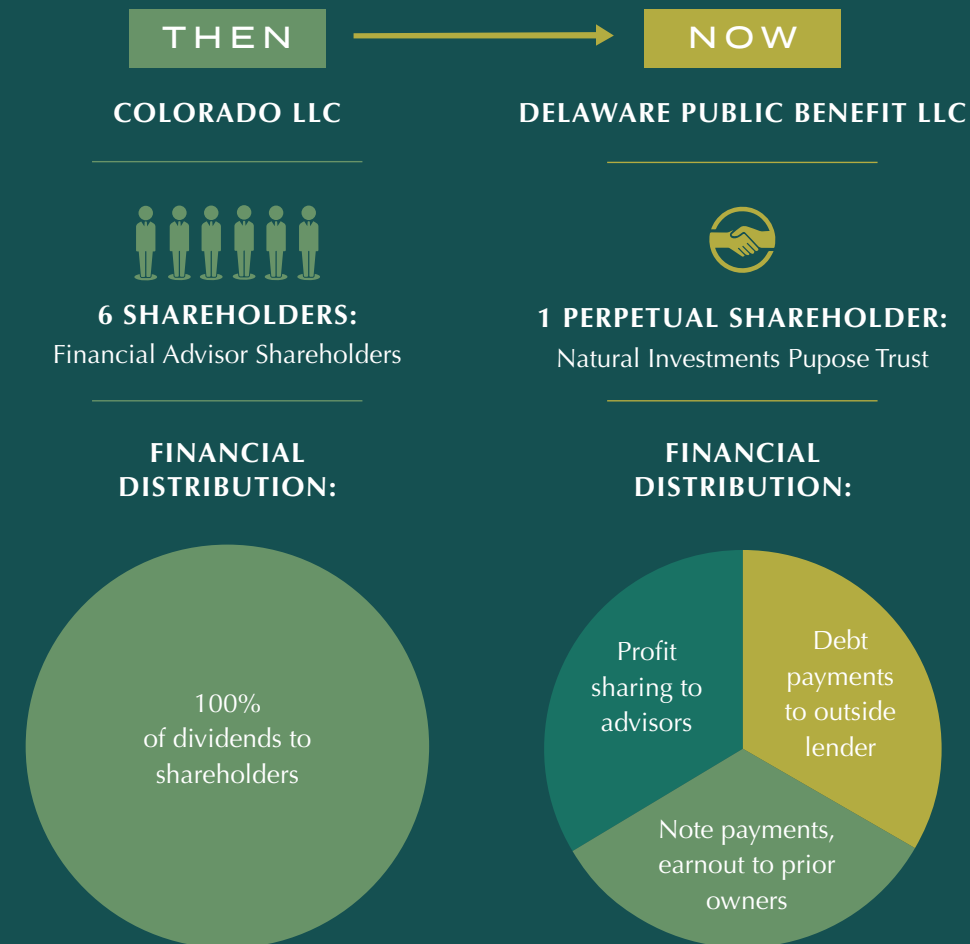 THEN
NOW
COLORADO LLC
DELAWARE PUBLIC BENEFIT LLC
6 SHAREHOLDERS:
Financial Advisor Shareholders
1 PERPETUAL SHAREHOLDER:
Natural Investments Pupose Trust
FINANCIAL
DISTRIBUTION:
FINANCIAL
DISTRIBUTION:
100%
of dividends to
shareholders
Profit
sharing to
advisors
Debt
payments
to outside
lender
Note payments,
earnout to prior
owners